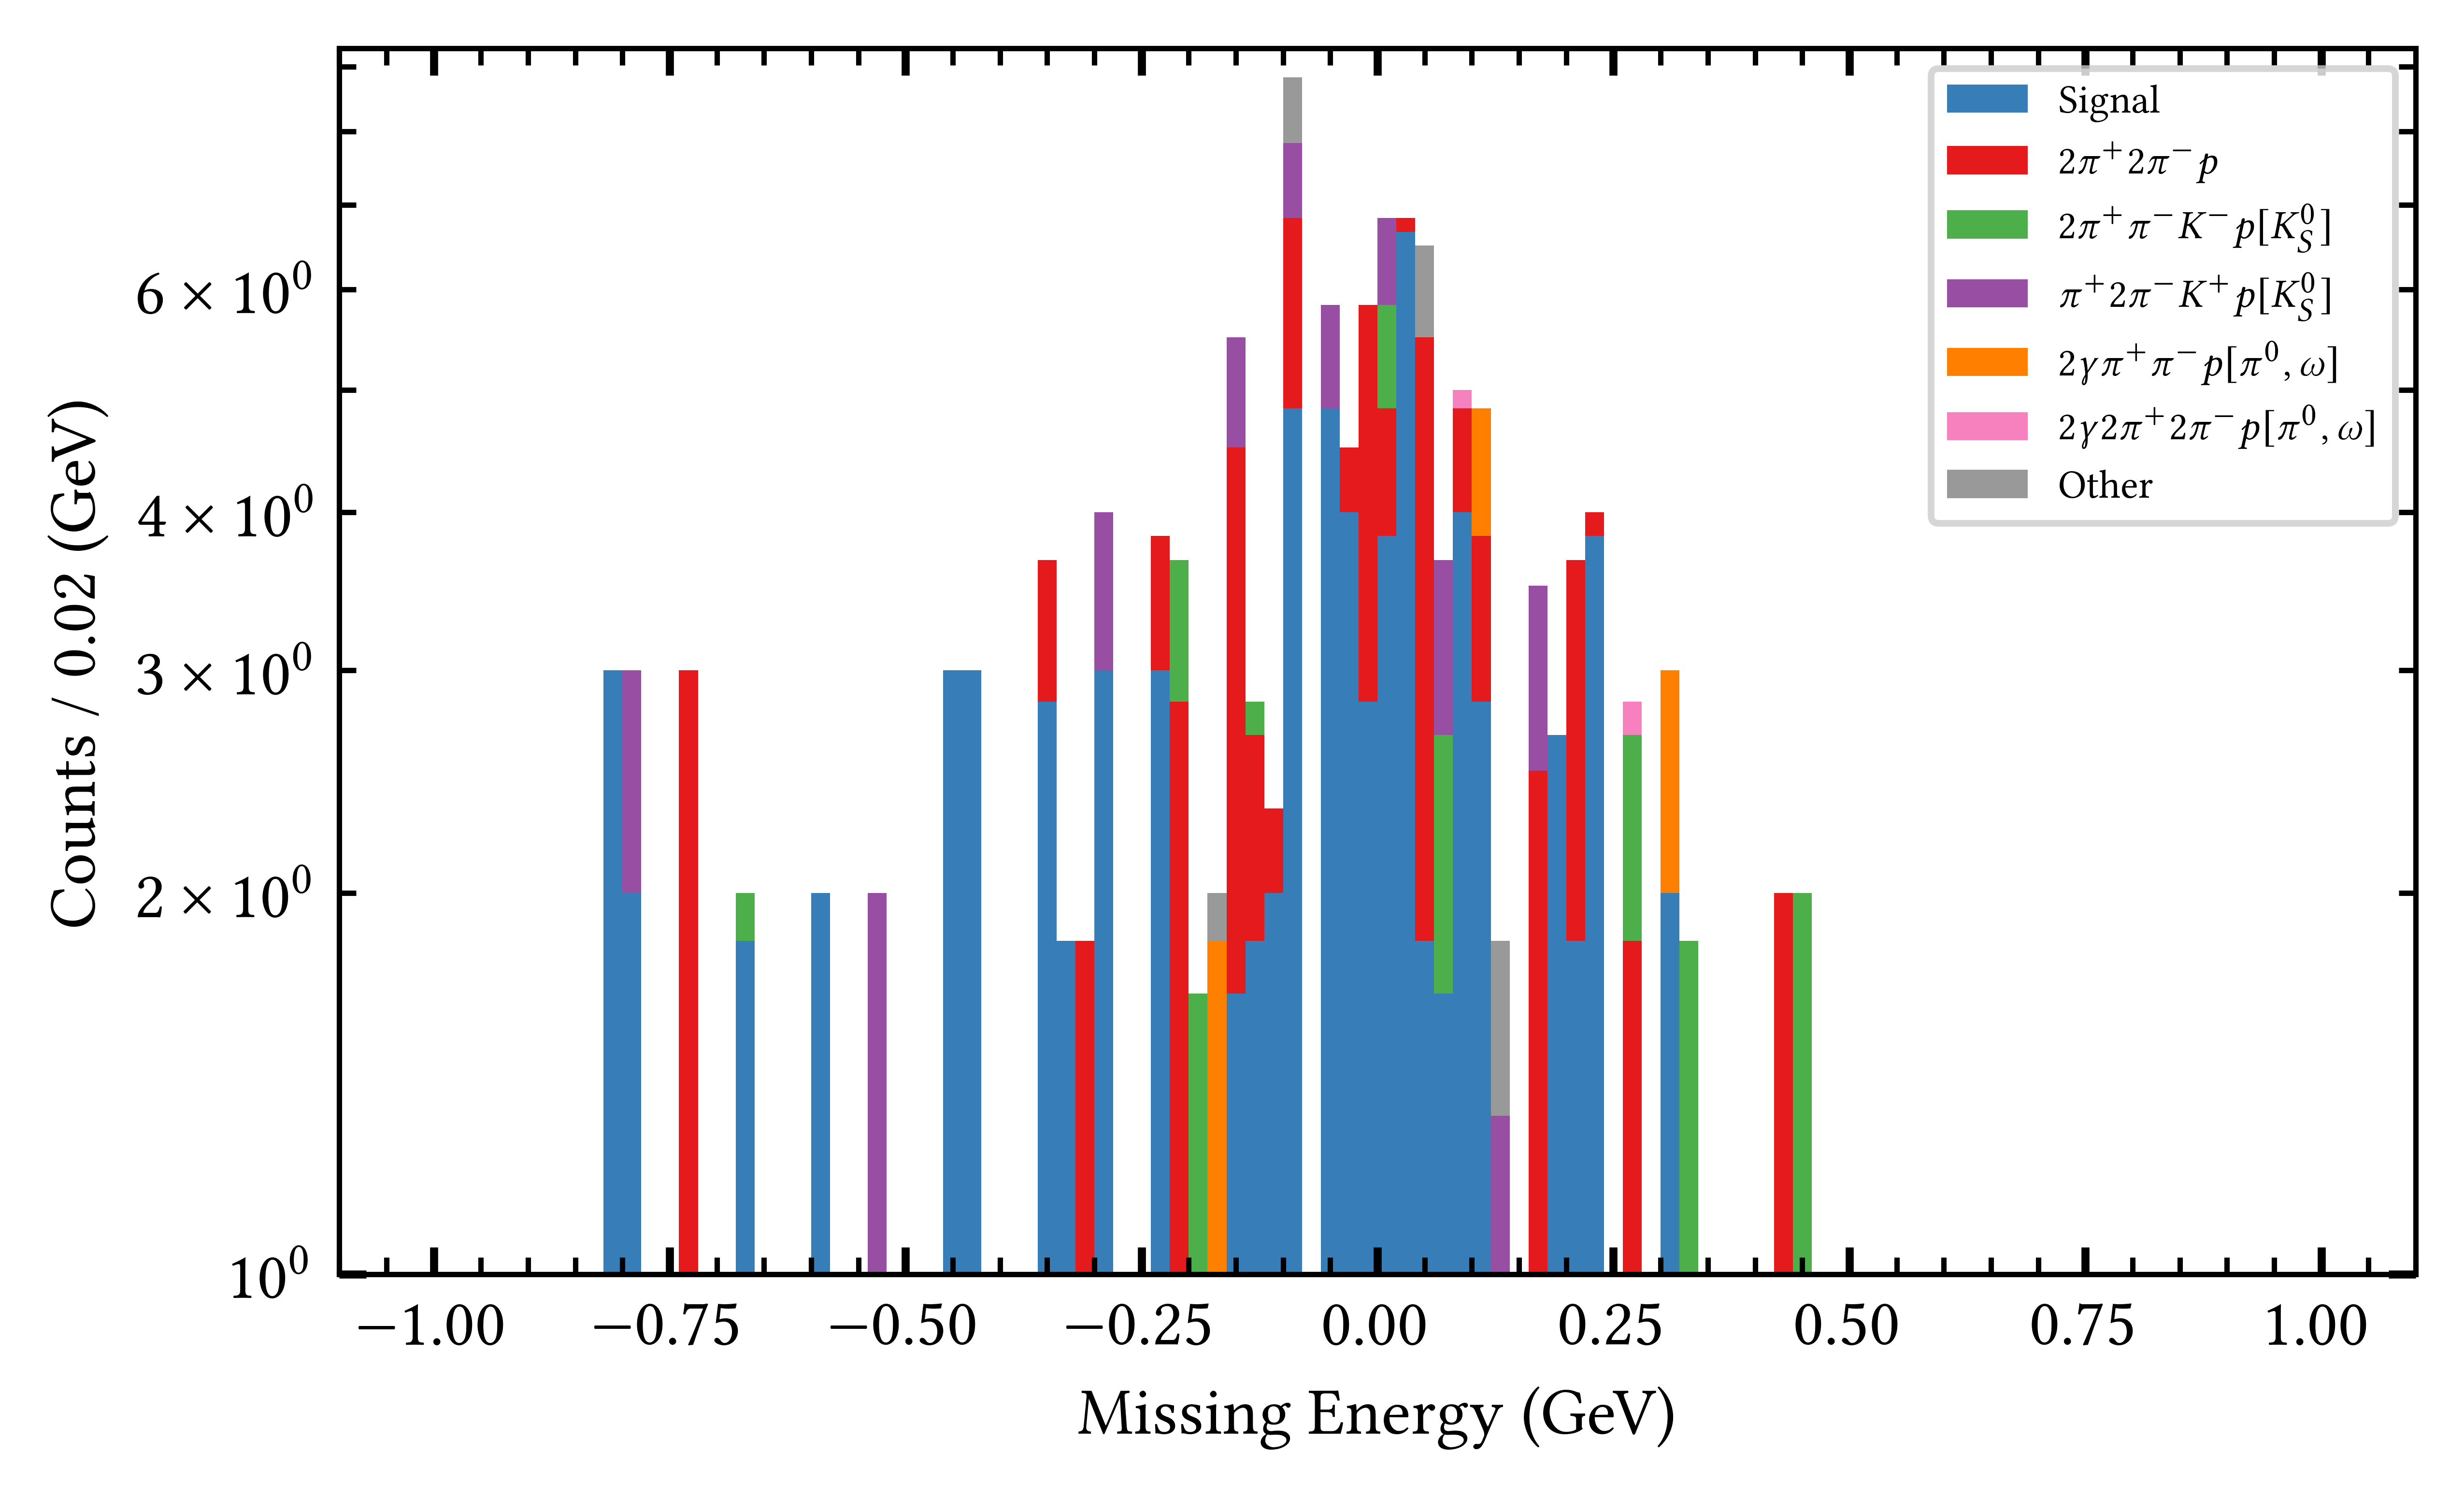 Counts / 0.02 (GeV)
6 × 10⁰
4 × 10⁰
3 × 10⁰
2 × 10⁰
10⁰
Signal
2π⁺2π⁻p
2π⁺π⁻K⁻p[K_S⁰]
π⁺2π⁻K⁺p[K_S⁰]
2γπ⁺π⁻p[π⁰, ω]
2γ2π⁺2π⁻p[π⁰, ω]
Other
−1.00 −0.75 −0.50 −0.25 0.00 0.25 0.50 0.75 1.00
Missing Energy (GeV)